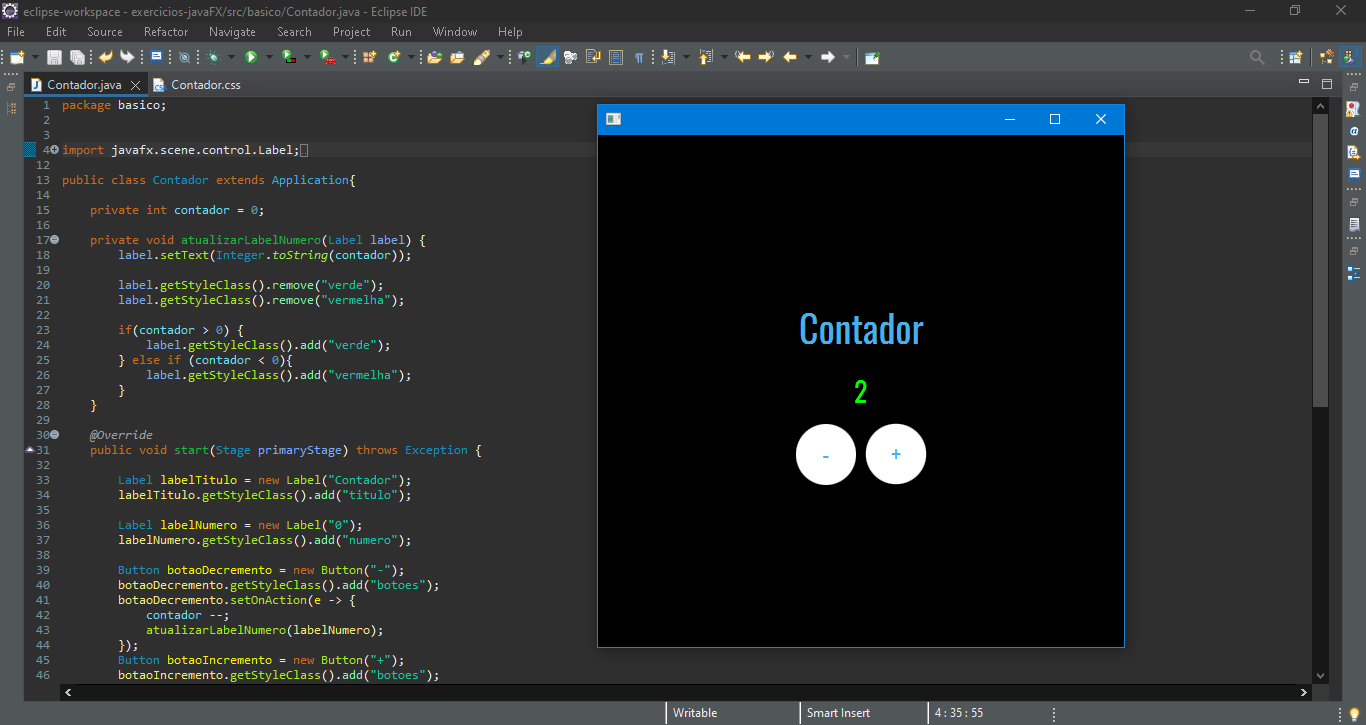 eclipse-workspace - exercicios-javaFX/src/basico/Contador.java - Eclipse IDE
File Edit Source Refactor Navigate Search Project Run Window Help
Contador.java Contador.css
1 package basico;
2
3
4 import javafx.scene.control.Label;
12
13 public class Contador extends Application{
14
15 private int contador = 0;
16
17 private void atualizarLabelNumero(Label label) {
18 label.setText(Integer.toString(contador));
19
20 label.getStyleClass().remove("verde");
21 label.getStyleClass().remove("vermelha");
22
23 if(contador > 0) {
24 label.getStyleClass().add("verde");
25 } else if (contador < 0){
26 label.getStyleClass().add("vermelha");
27 }
28 }
29
30 @Override
31 public void start(Stage primaryStage) throws Exception {
32
33 Label labelTitulo = new Label("Contador");
34 labelTitulo.getStyleClass().add("titulo");
35
36 Label labelNumero = new Label("0");
37 labelNumero.getStyleClass().add("numero");
38
39 Button botaoDecremento = new Button("-");
40 botaoDecremento.getStyleClass().add("botoes");
41 botaoDecremento.setOnAction(e -> {
42 contador --;
43 atualizarLabelNumero(labelNumero);
44 });
45 Button botaoIncremento = new Button("+");
46 botaoIncremento.getStyleClass().add("botoes");
Contador
2
- +
Writable Smart Insert 4 : 35 : 55